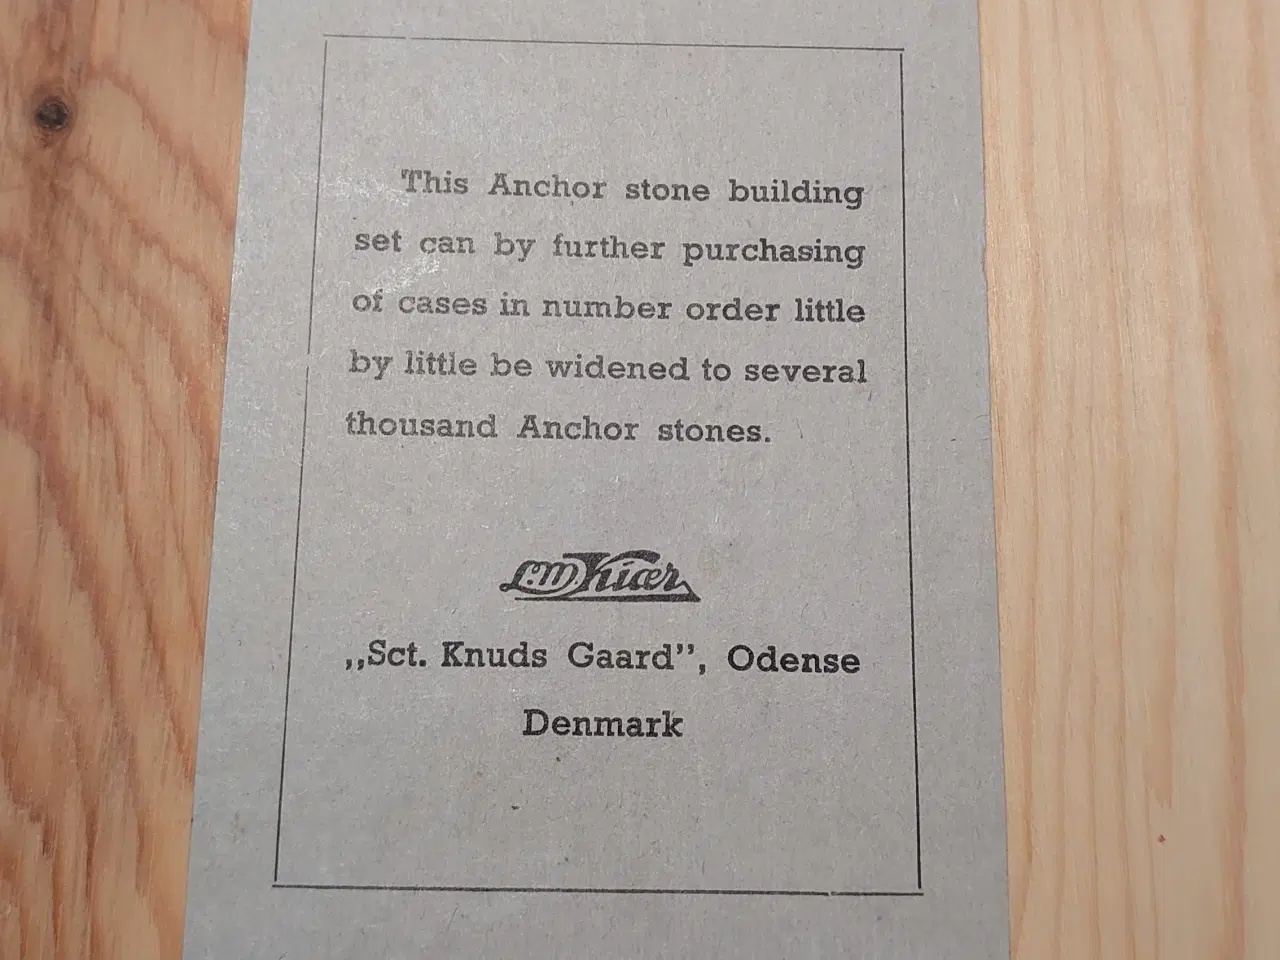 This Anchor stone building
set can by further purchasing
of cases in number order little
by little be widened to several
thousand Anchor stones.
„Sct. Knuds Gaard”, Odense
Denmark